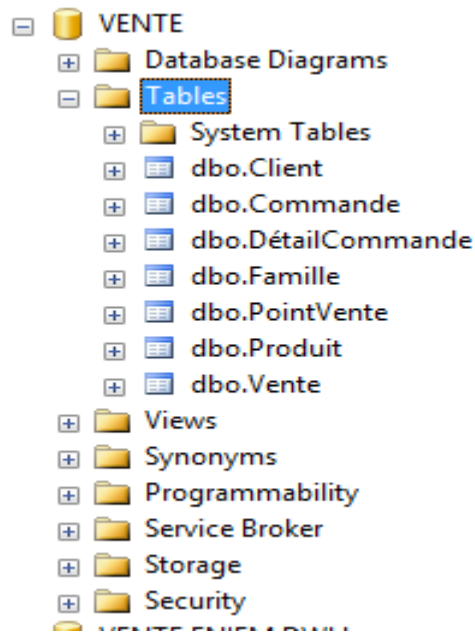 VENTE
Database Diagrams
Tables
System Tables
dbo.Client
dbo.Commande
dbo.DétailCommande
dbo.Famille
dbo.PointVente
dbo.Produit
dbo.Vente
Views
Synonyms
Programmability
Service Broker
Storage
Security